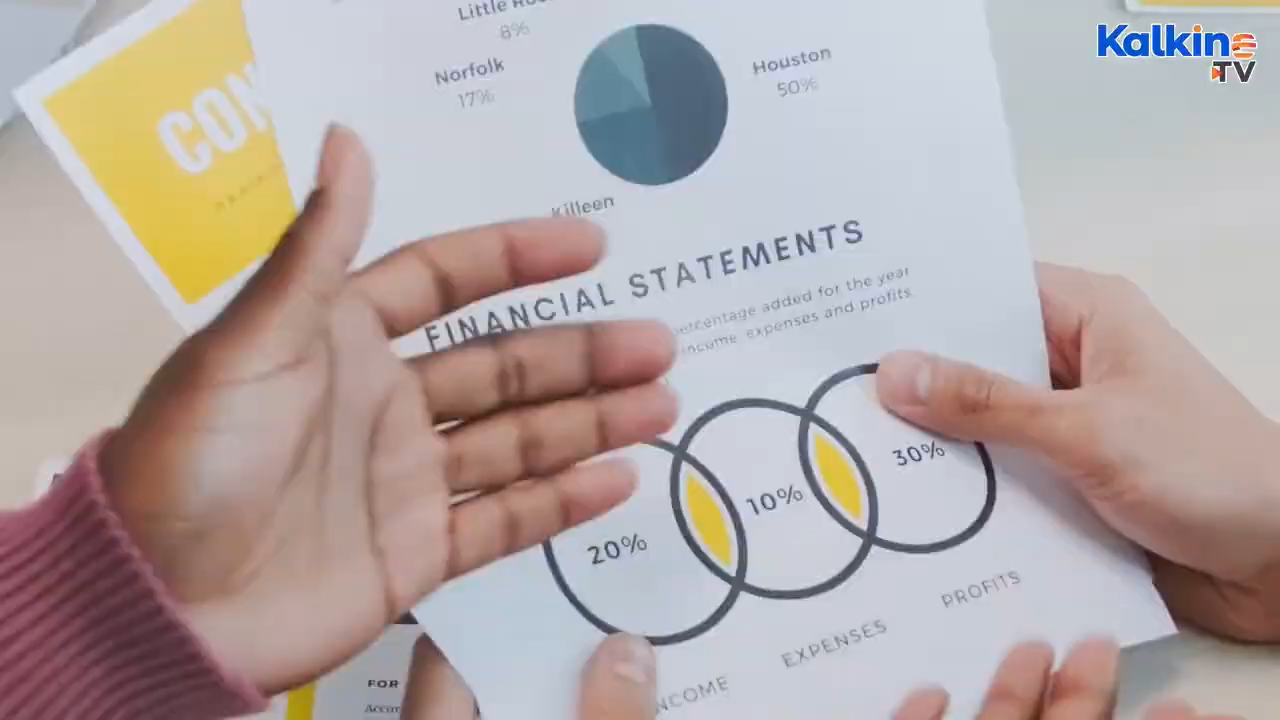 Kalkine
TV
Little
8%
Norfolk
17%
Houston
50%
CON
Killeen
FINANCIAL STATEMENTS
percentage added for the year
income, expenses and profits
20%
10%
30%
INCOME
EXPENSES
PROFITS
FOR